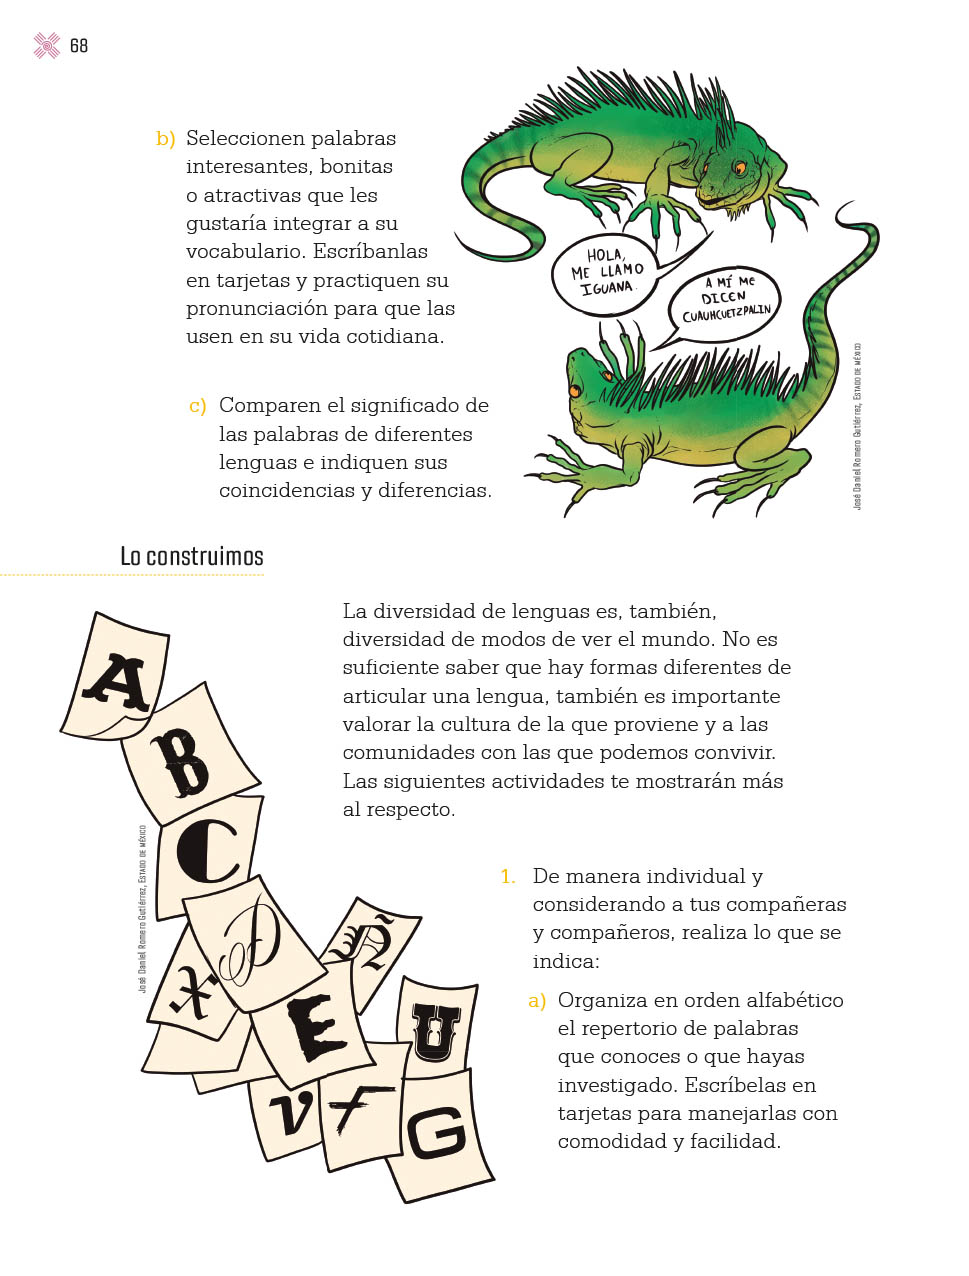 68
b) Seleccionen palabras
interesantes, bonitas
o atractivas que les
gustaría integrar a su
vocabulario. Escríbanlas
en tarjetas y practiquen su
pronunciación para que las
usen en su vida cotidiana.
HOLA,
ME LLAMO
IGUANA.
A MÍ ME
DICEN
CUAUHCUETZPALIN
José Daniel Romero Gutiérrez, ESTADO DE MÉXICO
c) Comparen el significado de
las palabras de diferentes
lenguas e indiquen sus
coincidencias y diferencias.
Lo construimos
La diversidad de lenguas es, también,
diversidad de modos de ver el mundo. No es
suficiente saber que hay formas diferentes de
articular una lengua, también es importante
valorar la cultura de la que proviene y a las
comunidades con las que podemos convivir.
Las siguientes actividades te mostrarán más
al respecto.
A
B
C
D
Ñ
X
E
U
V
F
G
José Daniel Romero Gutiérrez, ESTADO DE MÉXICO
1. De manera individual y
considerando a tus compañeras
y compañeros, realiza lo que se
indica:
a) Organiza en orden alfabético
el repertorio de palabras
que conoces o que hayas
investigado. Escríbelas en
tarjetas para manejarlas con
comodidad y facilidad.